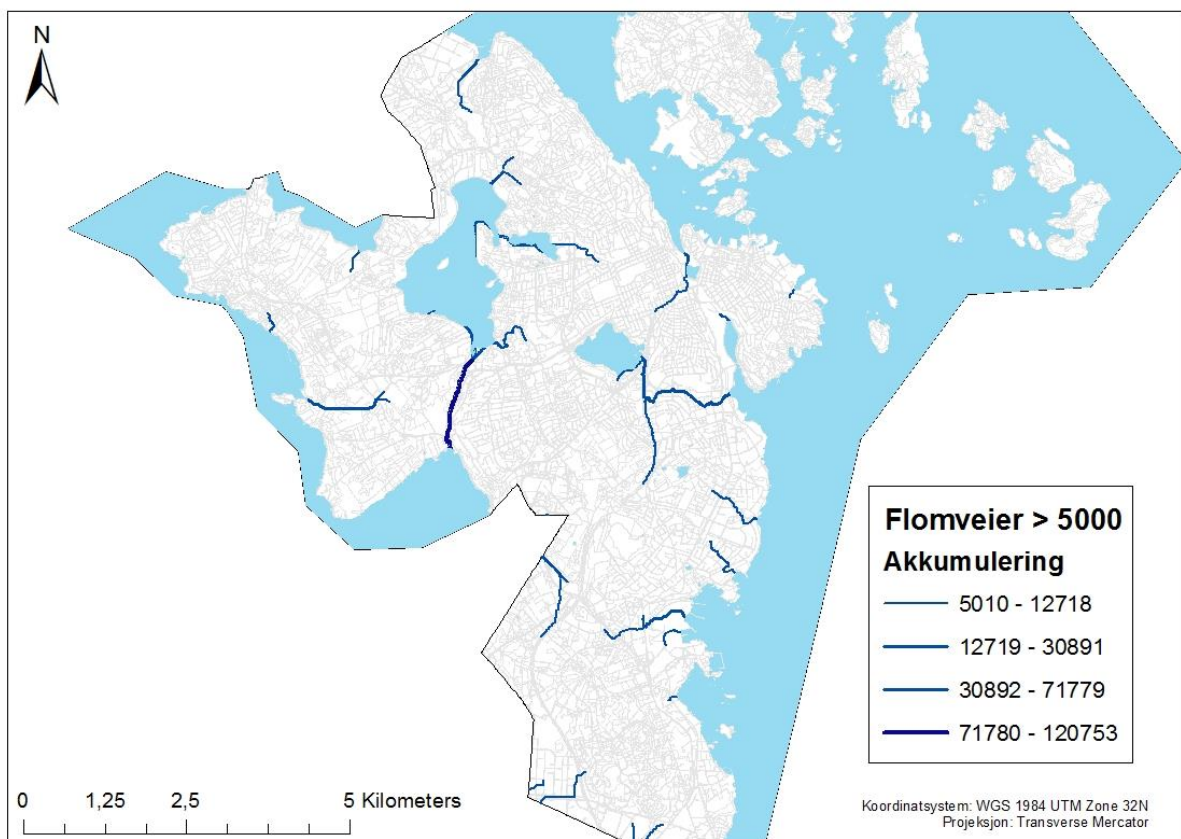 N
Flomveier > 5000
Akkumulering
5010 - 12718
12719 - 30891
30892 - 71779
71780 - 120753
0 1,25 2,5 5 Kilometers
Koordinatsystem: WGS 1984 UTM Zone 32N
Projeksjon: Transverse Mercator